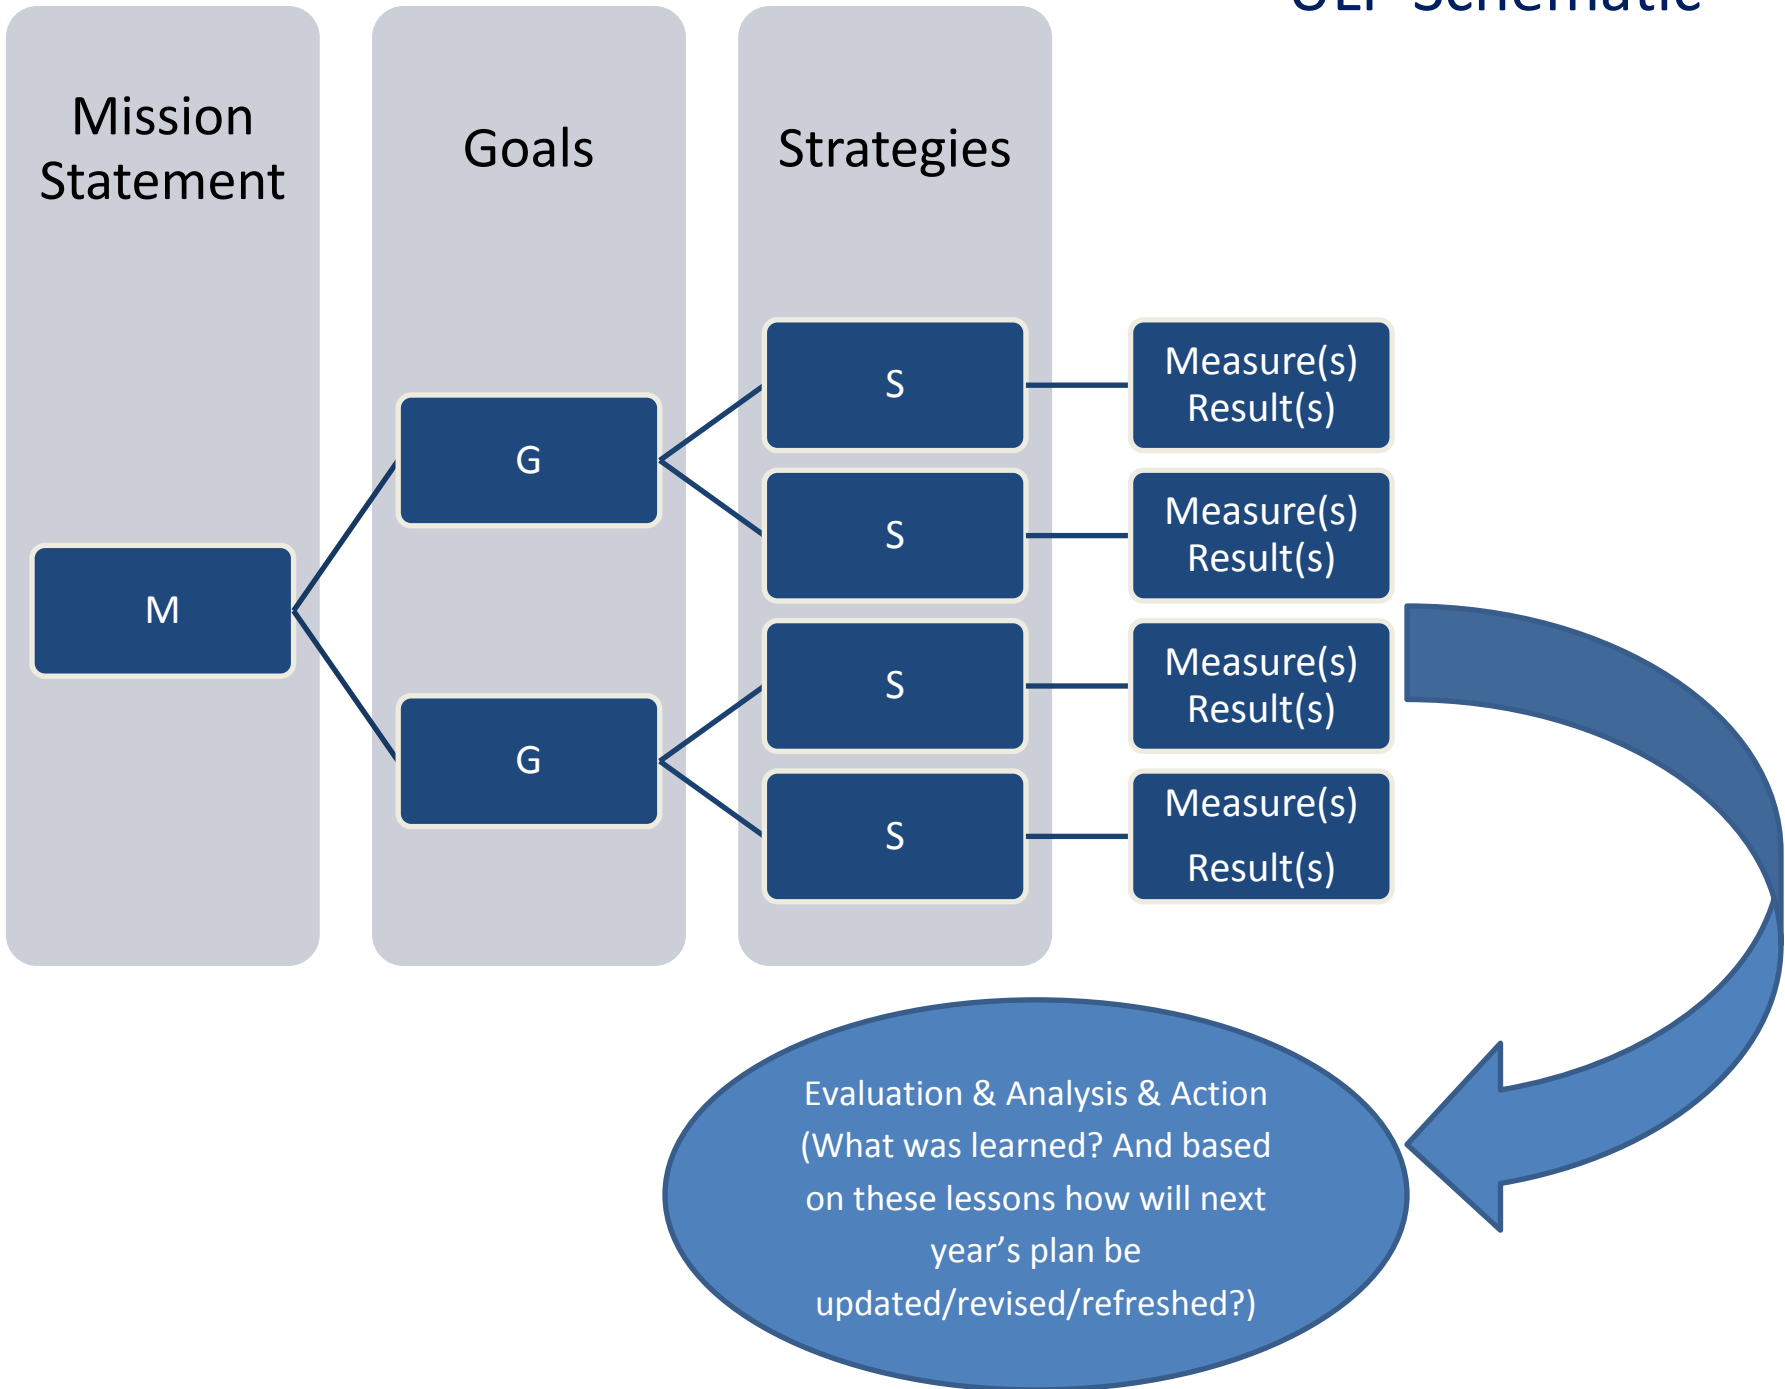 Schematic
Mission
Statement
Goals
Strategies
M
G
G
S
S
S
S
Measure(s)
Result(s)
Measure(s)
Result(s)
Measure(s)
Result(s)
Measure(s)
Result(s)
Evaluation & Analysis & Action
(What was learned? And based
on these lessons how will next
year’s plan be
updated/revised/refreshed?)